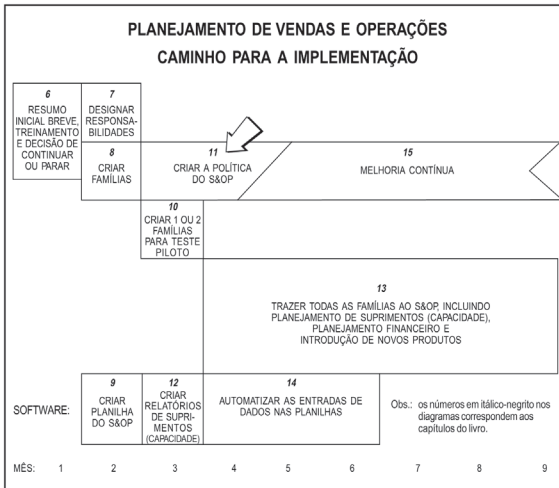 PLANEJAMENTO DE VENDAS E OPERAÇÕES
CAMINHO PARA A IMPLEMENTAÇÃO
6
RESUMO
INICIAL BREVE,
TREINAMENTO
E DECISÃO DE
CONTINUAR
OU PARAR
7
DESIGNAR
RESPONSA-
BILIDADES
8
CRIAR
FAMÍLIAS
11
CRIAR A POLÍTICA
DO S&OP
15
MELHORIA CONTÍNUA
10
CRIAR 1 OU 2
FAMÍLIAS
PARA TESTE
PILOTO
13
TRAZER TODAS AS FAMÍLIAS AO S&OP, INCLUINDO
PLANEJAMENTO DE SUPRIMENTOS (CAPACIDADE),
PLANEJAMENTO FINANCEIRO E
INTRODUÇÃO DE NOVOS PRODUTOS
SOFTWARE:
9
CRIAR
PLANILHA
DO S&OP
12
CRIAR
RELATÓRIOS
DE SUPRI-
MENTOS
(CAPACIDADE)
14
AUTOMATIZAR AS ENTRADAS DE
DADOS NAS PLANILHAS
Obs.: os números em itálico-negrito nos
diagramas correspondem aos
capítulos do livro.
MÊS: 1 2 3 4 5 6 7 8 9